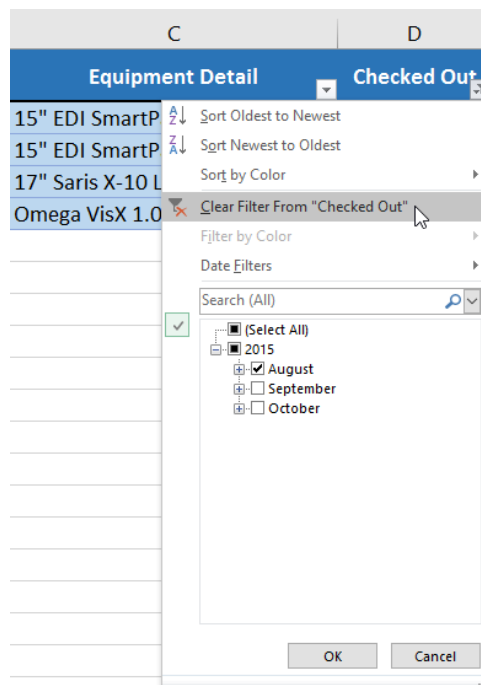 C D
Equipment Detail Checked Out
15" EDI SmartP
15" EDI SmartP
17" Saris X-10 L
Omega VisX 1.0
Sort Oldest to Newest
Sort Newest to Oldest
Sort by Color
Clear Filter From "Checked Out"
Filter by Color
Date Filters
Search (All)
(Select All)
2015
August
September
October
OK Cancel